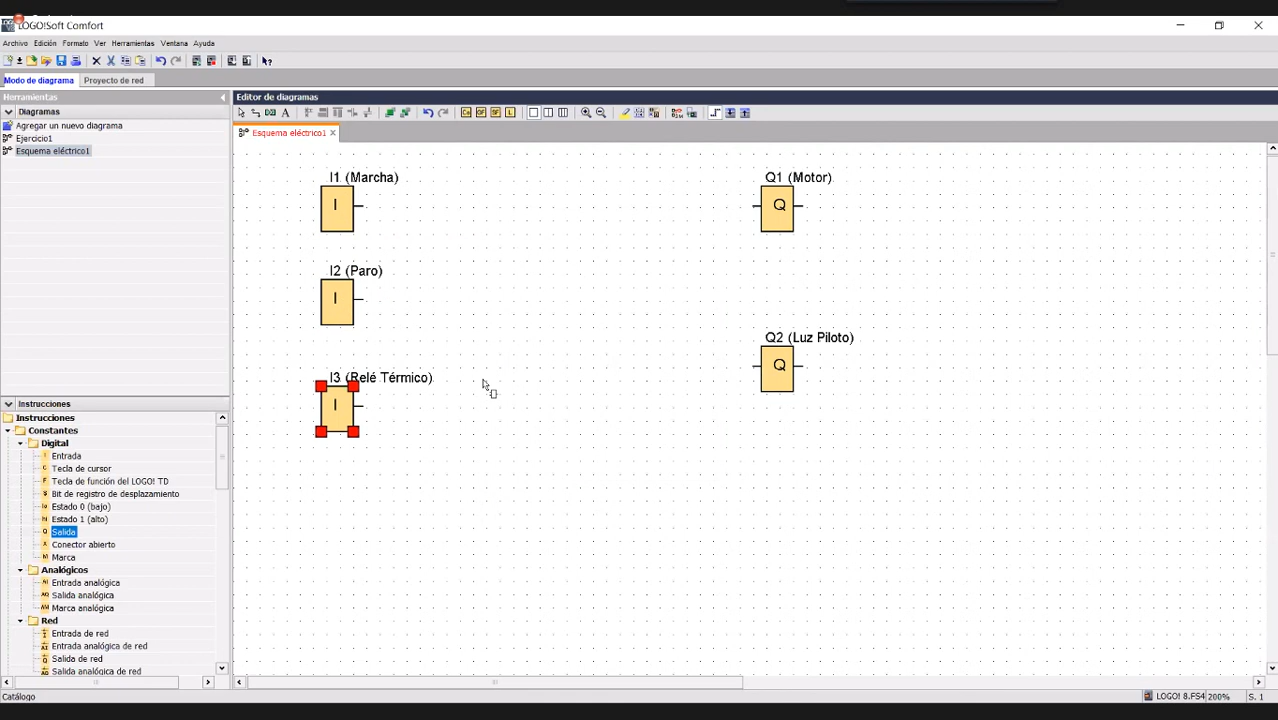 LOGO!Soft Comfort
Archivo Edición Formato Ver Herramientas Ventana Ayuda
Modo de diagrama Proyecto de red
Herramientas
Editor de diagramas
Diagramas
Agregar un nuevo diagrama
Ejercicio1
Esquema eléctrico1
Esquema eléctrico1
I1 (Marcha)
I
Q1 (Motor)
Q
I2 (Paro)
I
Q2 (Luz Piloto)
Q
I3 (Relé Térmico)
I
Instrucciones
Instrucciones
Constantes
Digital
Entrada
Tecla de cursor
Tecla de función del LOGO! TD
Bit de registro de desplazamiento
Estado 0 (bajo)
Estado 1 (alto)
Salida
Conector abierto
Marca
Analógicos
Entrada analógica
Salida analógica
Marca analógica
Red
Entrada de red
Entrada analógica de red
Salida de red
Salida analógica de red
Catálogo
LOGO! 8.FS4 200% S. 1